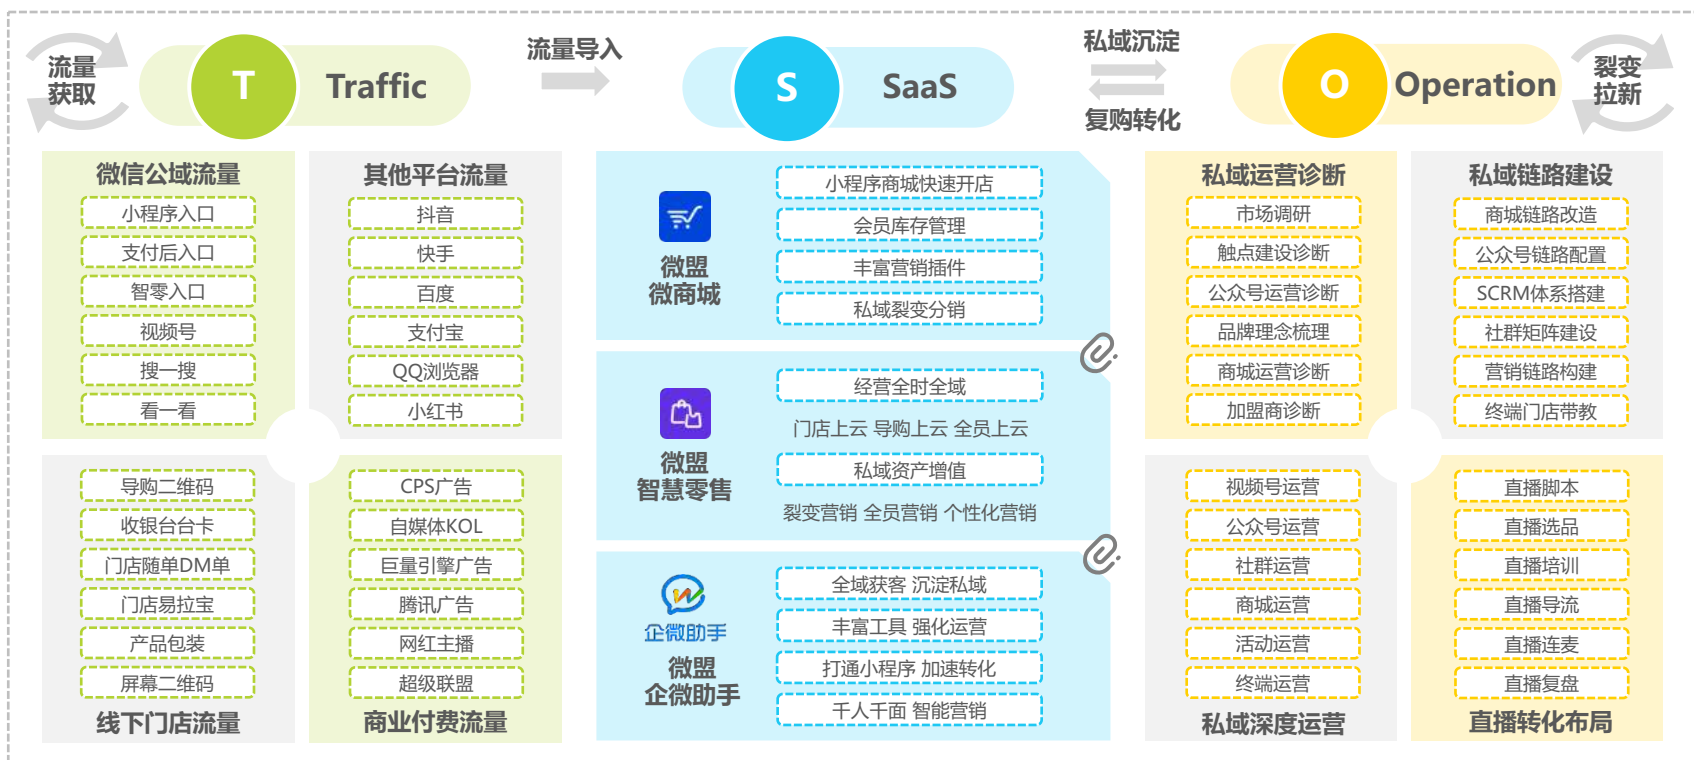 流量
获取
T
Traffic
流量导入
S
SaaS
私域沉淀
复购转化
O
Operation
裂变
拉新
微信公域流量
小程序入口
支付后入口
智零入口
视频号
搜一搜
看一看
其他平台流量
抖音
快手
百度
支付宝
QQ浏览器
小红书
导购二维码
收银台台卡
门店随单DM单
门店易拉宝
产品包装
屏幕二维码
线下门店流量
CPS广告
自媒体KOL
巨量引擎广告
腾讯广告
网红主播
超级联盟
商业付费流量
微盟
微商城
小程序商城快速开店
会员库存管理
丰富营销插件
私域裂变分销
微盟
智慧零售
经营全时全域
门店上云 导购上云 全员上云
私域资产增值
裂变营销 全员营销 个性化营销
企微助手
微盟
企微助手
全域获客 沉淀私域
丰富工具 强化运营
打通小程序 加速转化
千人千面 智能营销
私域运营诊断
市场调研
触点建设诊断
公众号运营诊断
品牌理念梳理
商城运营诊断
加盟商诊断
私域链路建设
商城链路改造
公众号链路配置
SCRM体系搭建
社群矩阵建设
营销链路构建
终端门店带教
视频号运营
公众号运营
社群运营
商城运营
活动运营
终端运营
私域深度运营
直播脚本
直播选品
直播培训
直播导流
直播连麦
直播复盘
直播转化布局